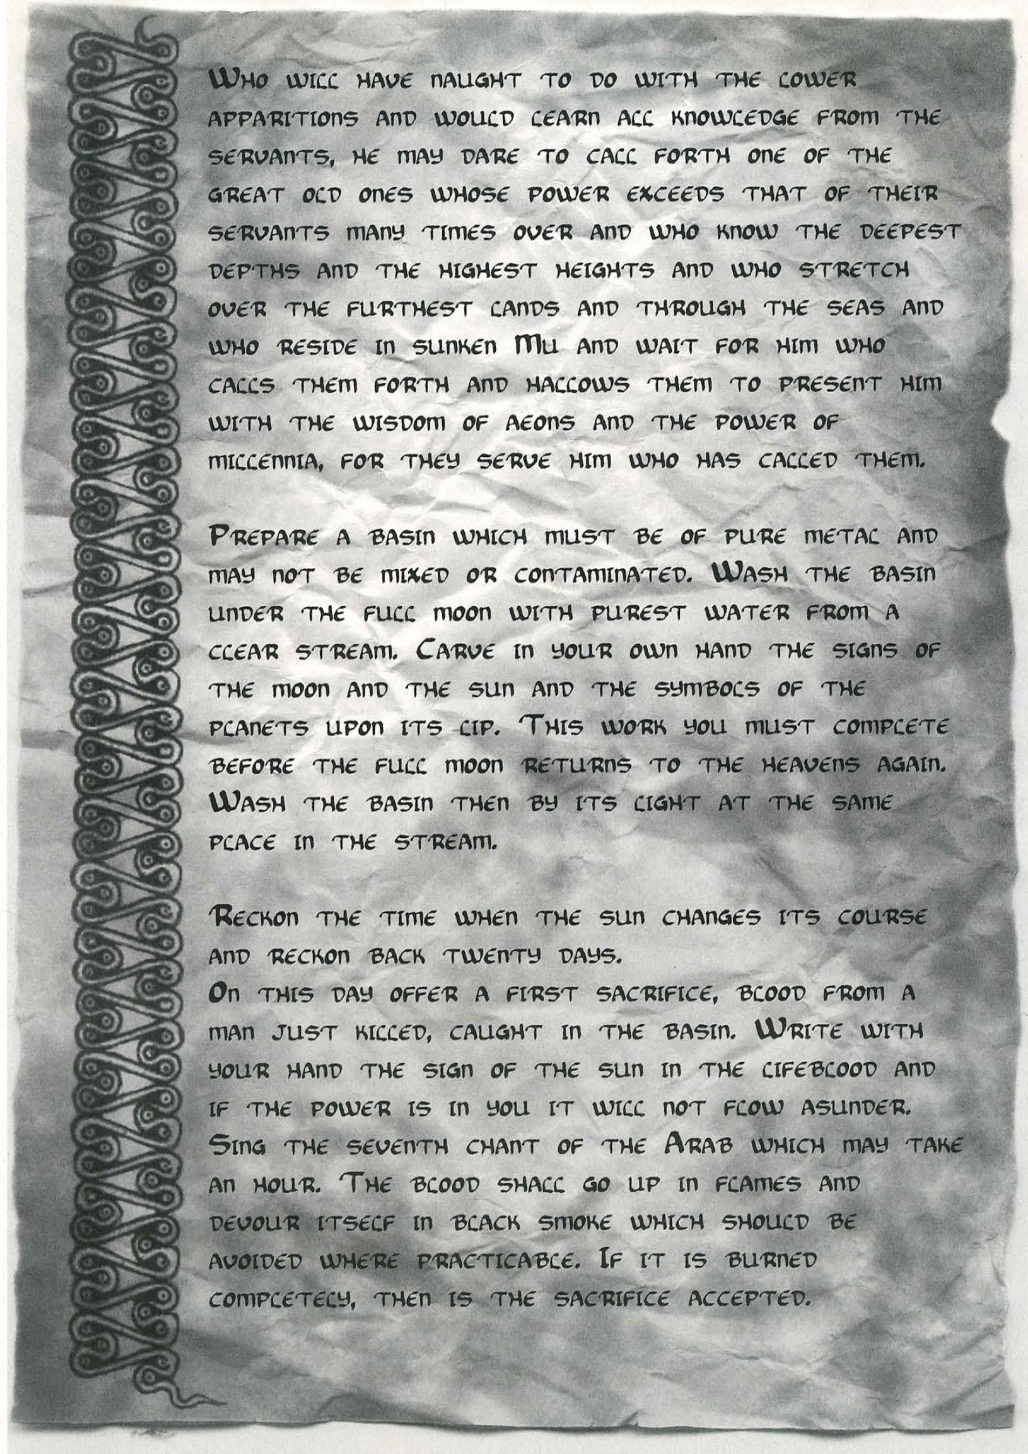 Who will have naught to do with the lower
apparitions and would learn all knowledge from the
servants, he may dare to call forth one of the
great old ones whose power exceeds that of their
servants many times over and who know the deepest
depths and the highest heights and who stretch
over the furthest lands and through the seas and
who reside in sunken Mu and wait for him who
calls them forth and hallows them to present him
with the wisdom of aeons and the power of
millennia, for they serve him who has called them.

Prepare a basin which must be of pure metal and
may not be mixed or contaminated. Wash the basin
under the full moon with purest water from a
clear stream. Carve in your own hand the signs of
the moon and the sun and the symbols of the
planets upon its lip. This work you must complete
before the full moon returns to the heavens again.
Wash the basin then by its light at the same
place in the stream.

Reckon the time when the sun changes its course
and reckon back twenty days.
On this day offer a first sacrifice, blood from a
man just killed, caught in the basin. Write with
your hand the sign of the sun in the lifeblood and
if the power is in you it will not flow asunder.
Sing the seventh chant of the Arab which may take
an hour. The blood shall go up in flames and
devour itself in black smoke which should be
avoided where practicable. If it is burned
completely, then is the sacrifice accepted.